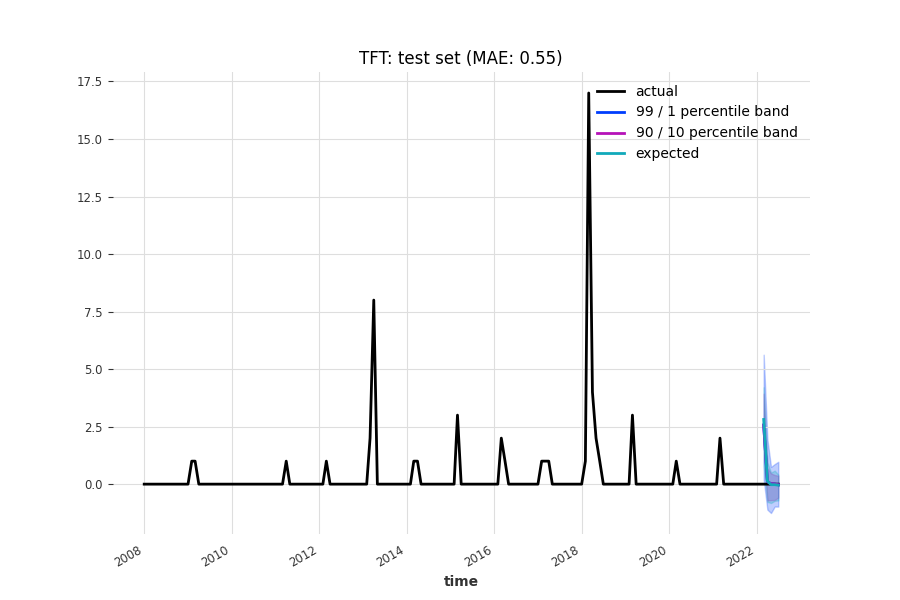 TFT: test set (MAE: 0.55)
17.5
15.0
12.5
10.0
7.5
5.0
2.5
0.0
actual
99 / 1 percentile band
90 / 10 percentile band
expected
2008
2010
2012
2014
2016
2018
2020
2022
time